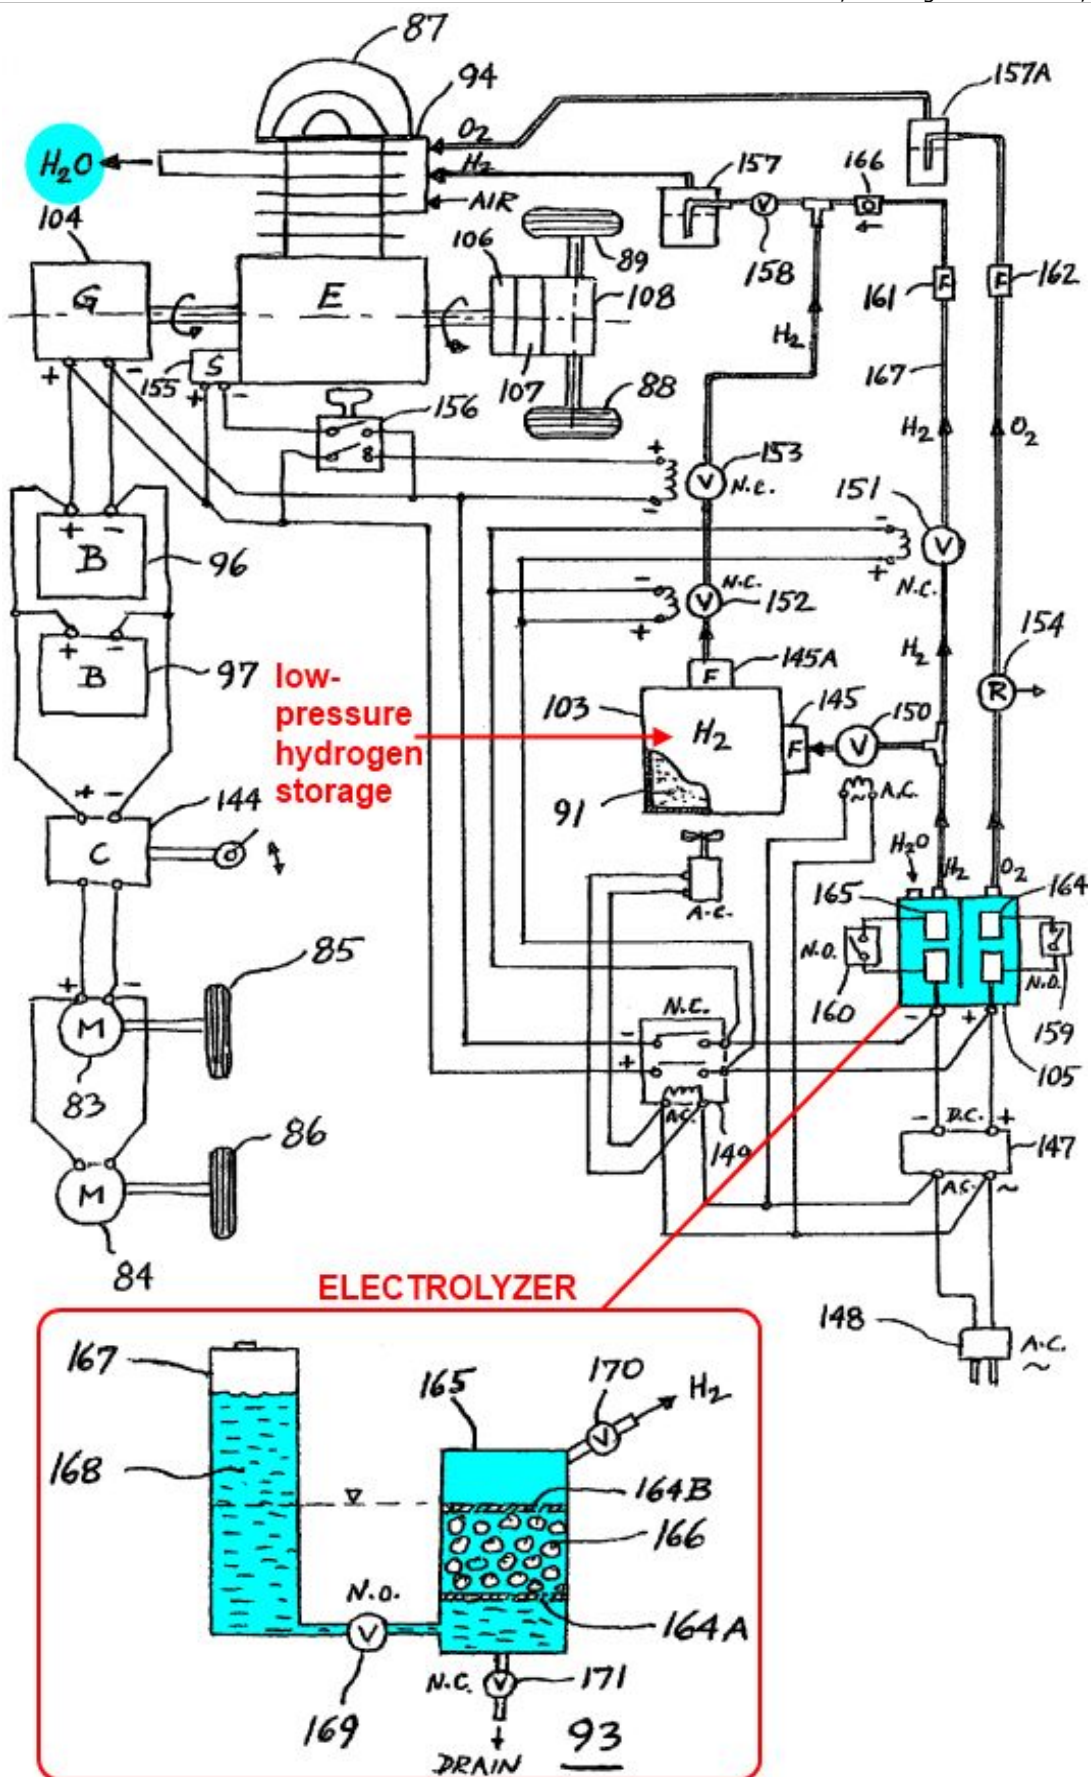 87
94
157A
O2
H2O
H2
157
166
104
AIR
V
106
89
158
F
162
G
E
108
161
F
H2
+
-
S
107
167
155
+
-
156
88
H2
O2
+
153
V
N.C.
-
151
-
V
+
N.C.
+
-
B
96
-
N.C.
V
152
+
154
H2
+
-
B
97
145A
R
low-
pressure
hydrogen
storage
F
103
145
150
H2
F
V
91
A.C.
+
-
144
H2O
C
H2
O2
164
A.C.
165
N.O.
N.O.
85
160
-
+
159
+
-
N.C.
M
-
105
+
83
-
D.C.
+
86
A.C.
149
147
-
A.C.
~
M
84
ELECTROLYZER
148
A.C.
~
167
165
170
H2
V
168
164B
166
N.O.
164A
V
N.C.
V
171
169
93
DRAIN